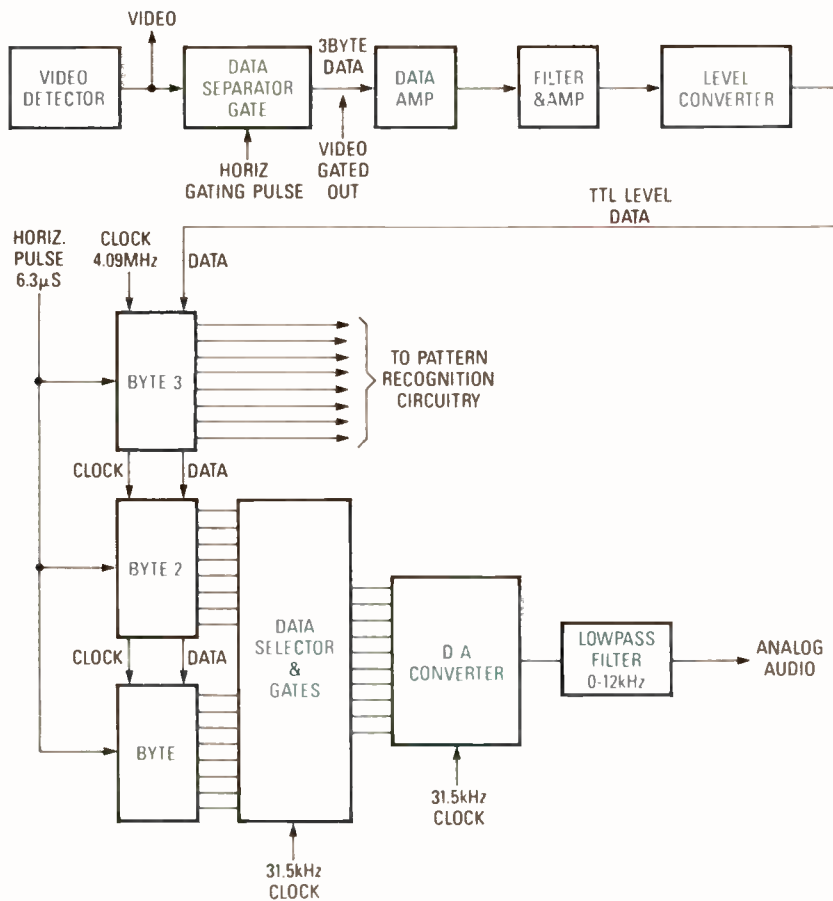 VIDEO
VIDEO
DETECTOR
DATA
SEPARATOR
GATE
3BYTE
DATA
DATA
AMP
FILTER
&AMP
LEVEL
CONVERTER
HORIZ
GATING PULSE
VIDEO
GATED
OUT
TTL LEVEL
DATA
HORIZ.
PULSE
6.3µS
CLOCK
4.09MHz
DATA
BYTE 3
TO PATTERN
RECOGNITION
CIRCUITRY
CLOCK
DATA
BYTE 2
CLOCK
DATA
BYTE
DATA
SELECTOR
&
GATES
D A
CONVERTER
LOWPASS
FILTER
0-12kHz
ANALOG
AUDIO
31.5kHz
CLOCK
31.5kHz
CLOCK